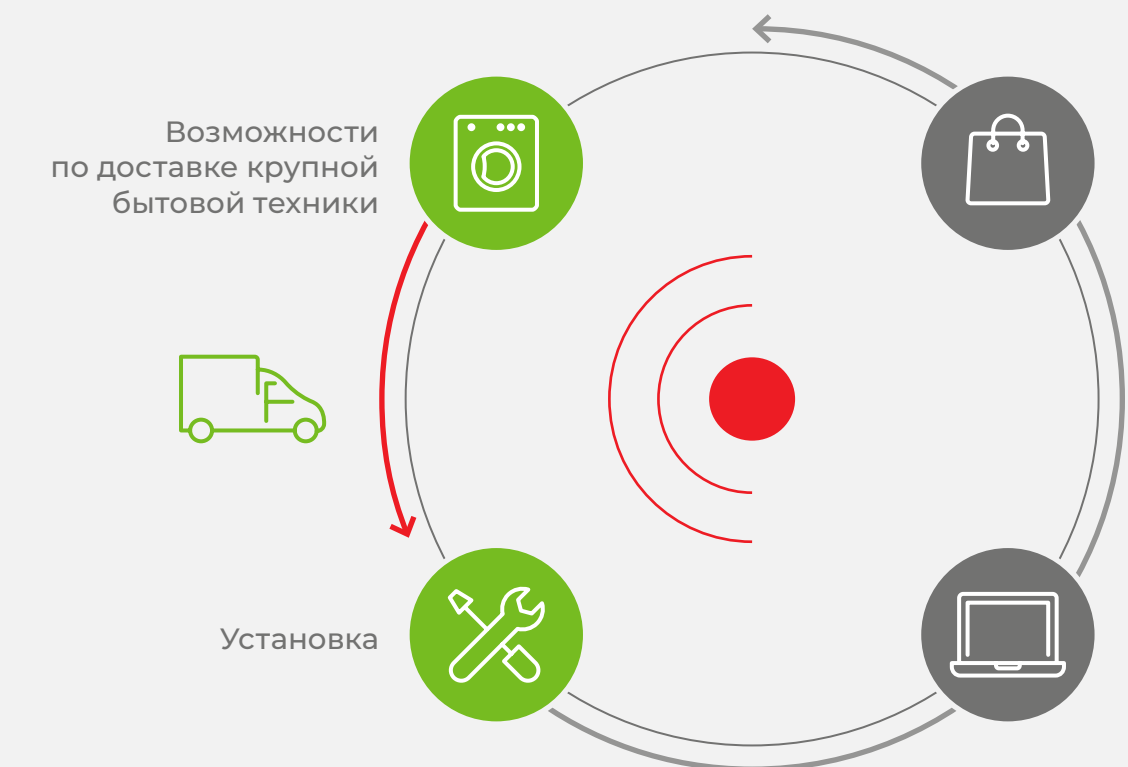 Возможности
по доставке крупной
бытовой техники
Установка